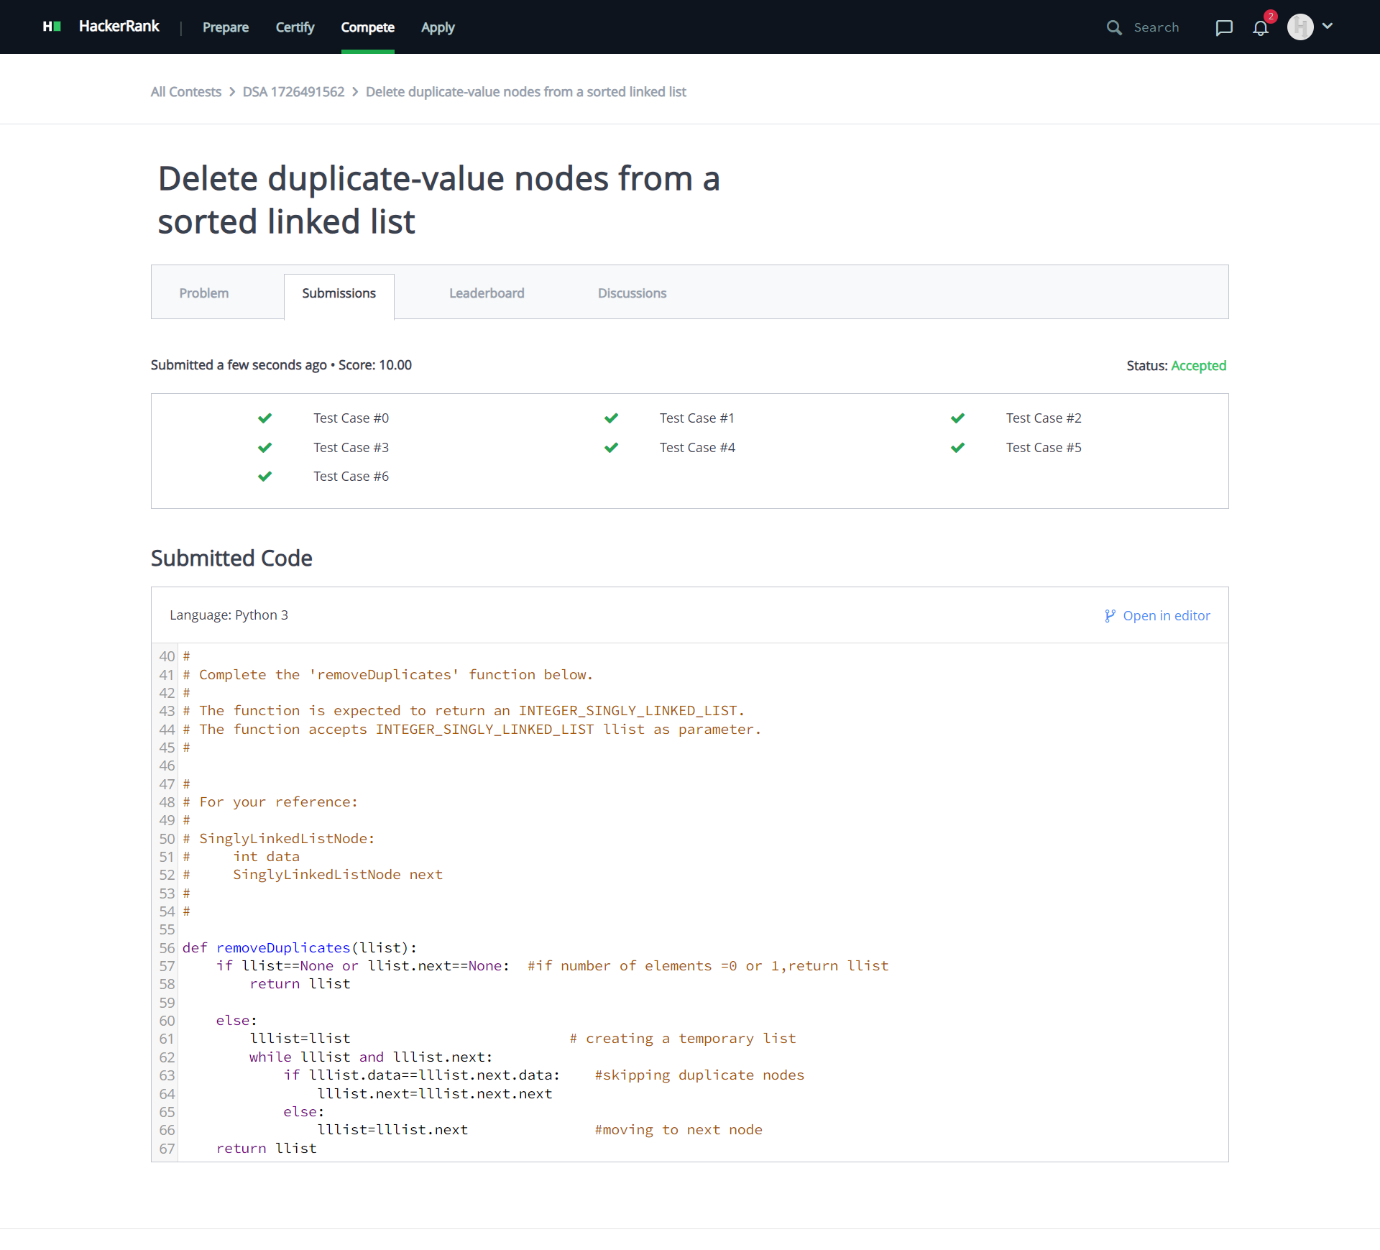 HackerRank | Prepare Certify Compete Apply Search 2
All Contests > DSA 1726491562 > Delete duplicate-value nodes from a sorted linked list
Delete duplicate-value nodes from a
sorted linked list
Problem Submissions Leaderboard Discussions
Submitted a few seconds ago • Score: 10.00 Status: Accepted
Test Case #0 Test Case #1 Test Case #2
Test Case #3 Test Case #4 Test Case #5
Test Case #6
Submitted Code
Language: Python 3 Open in editor
40 #
41 # Complete the 'removeDuplicates' function below.
42 #
43 # The function is expected to return an INTEGER_SINGLY_LINKED_LIST.
44 # The function accepts INTEGER_SINGLY_LINKED_LIST llist as parameter.
45 #
46
47 #
48 # For your reference:
49 #
50 # SinglyLinkedListNode:
51 #     int data
52 #     SinglyLinkedListNode next
53 #
54 #
55
56 def removeDuplicates(llist):
57     if llist==None or llist.next==None:  #if number of elements =0 or 1,return llist
58         return llist
59
60     else:
61         lllist=llist                          # creating a temporary list
62         while lllist and lllist.next:
63             if lllist.data==lllist.next.data:    #skipping duplicate nodes
64                 lllist.next=lllist.next.next
65             else:
66                 lllist=lllist.next               #moving to next node
67     return llist